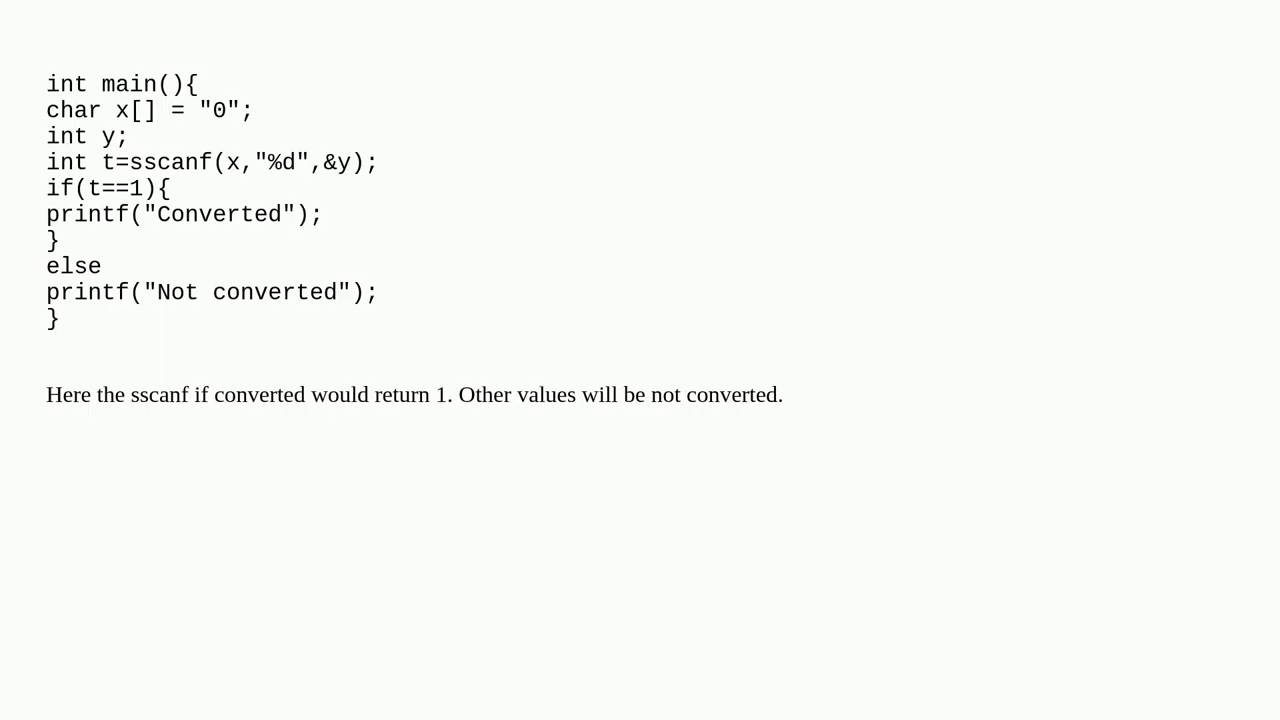 int main(){
char x[] = "0";
int y;
int t=sscanf(x,"%d",&y);
if(t==1){
printf("Converted");
}
else
printf("Not converted");
}
Here the sscanf if converted would return 1. Other values will be not converted.